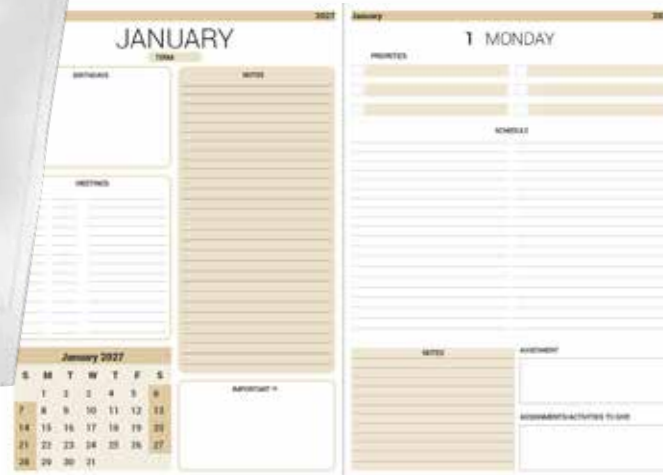 2027
JANUARY
TERM
BIRTHDAYS
NOTES
MEETINGS
January 2027
S M T W T F S
1 2 3 4 5 6
7 8 9 10 11 12 13
14 15 16 17 18 19 20
21 22 23 24 25 26 27
28 29 30 31
IMPORTANT
January
1 MONDAY
PRIORITIES
SCHEDULE
NOTES
ASSESSMENT
ASSIGNMENTS/ACTIVITIES TO GIVE